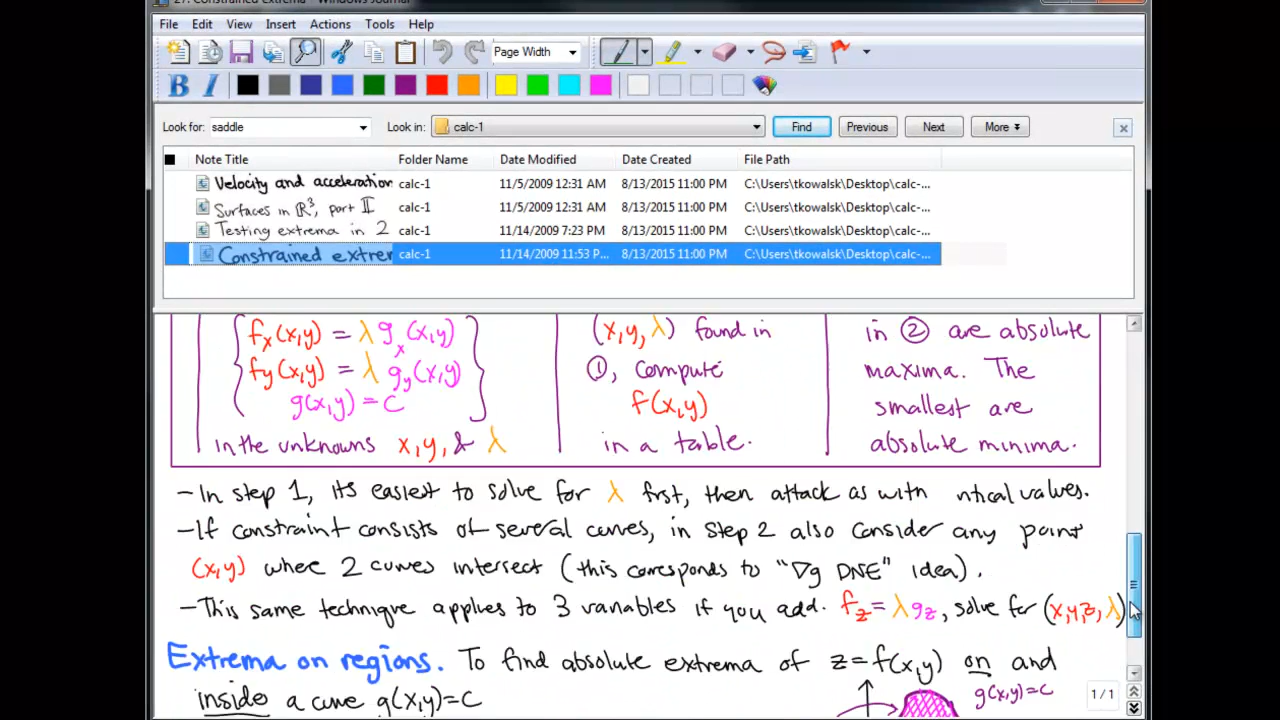 27. Constrained extrema - Windows Journal
File Edit View Insert Actions Tools Help
Page Width
B I
Look for: saddle Look in: calc-1 Find Previous Next More
Note Title Folder Name Date Modified Date Created File Path
Velocity and acceleration calc-1 11/5/2009 12:31 AM 8/13/2015 11:00 PM C:\Users\tkowalsk\Desktop\calc-...
Surfaces in ℝ³, part II calc-1 11/5/2009 12:31 AM 8/13/2015 11:00 PM C:\Users\tkowalsk\Desktop\calc-...
Testing extrema in 2 calc-1 11/14/2009 7:23 PM 8/13/2015 11:00 PM C:\Users\tkowalsk\Desktop\calc-...
Constrained extrem calc-1 11/14/2009 11:53 P... 8/13/2015 11:00 PM C:\Users\tkowalsk\Desktop\calc-...
{ fx(x,y) = λ gx(x,y)
fy(x,y) = λ gy(x,y)
g(x,y) = c }
in the unknowns x,y, & λ
(x,y,λ) found in
①, compute
f(x,y)
in a table.
in ② are absolute
maxima. The
smallest are
absolute minima.
- In step 1, it's easiest to solve for λ first, then attack as with ritical values.
- If constraint consists of several curves, in step 2 also consider any point
(x,y) where 2 curves intersect (this corresponds to "∇g DNE" idea).
- This same technique applies to 3 variables if you add. fz = λgz, solve for (x,y,z,λ)
Extrema on regions. To find absolute extrema of z=f(x,y) on and
inside a curve g(x,y)=c
g(x,y)=c
1/1